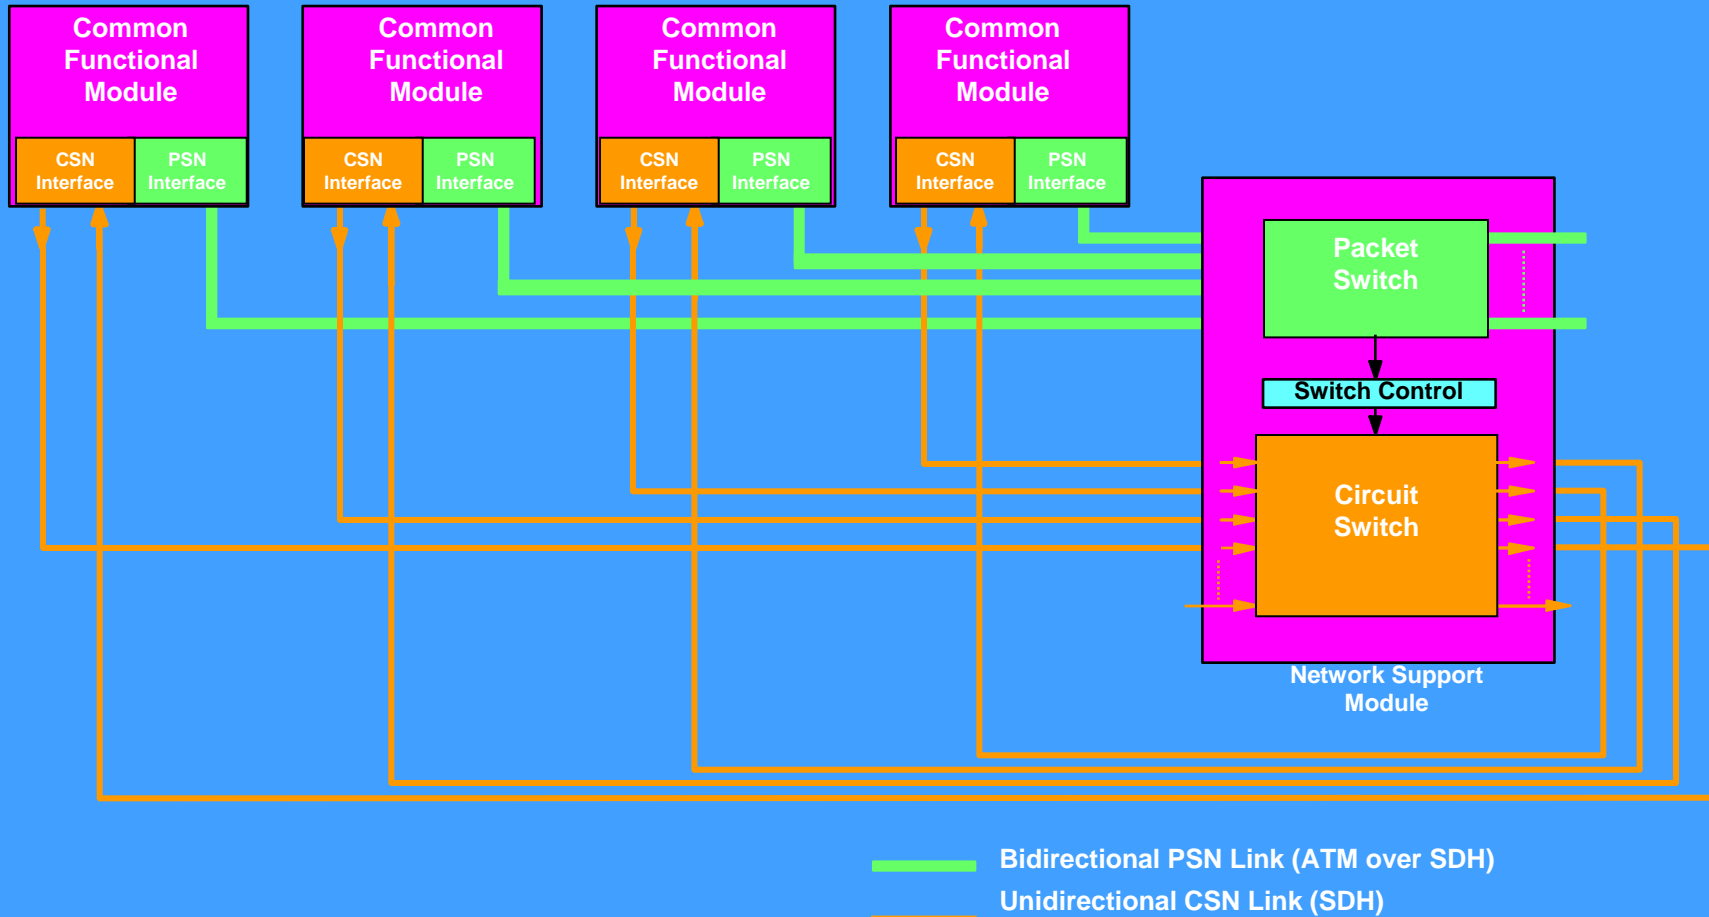 Common
Functional
Module
CSN
Interface
PSN
Interface
Common
Functional
Module
CSN
Interface
PSN
Interface
Common
Functional
Module
CSN
Interface
PSN
Interface
Common
Functional
Module
CSN
Interface
PSN
Interface
Packet
Switch
Switch Control
Circuit
Switch
Network Support
Module
Bidirectional PSN Link (ATM over SDH)
Unidirectional CSN Link (SDH)